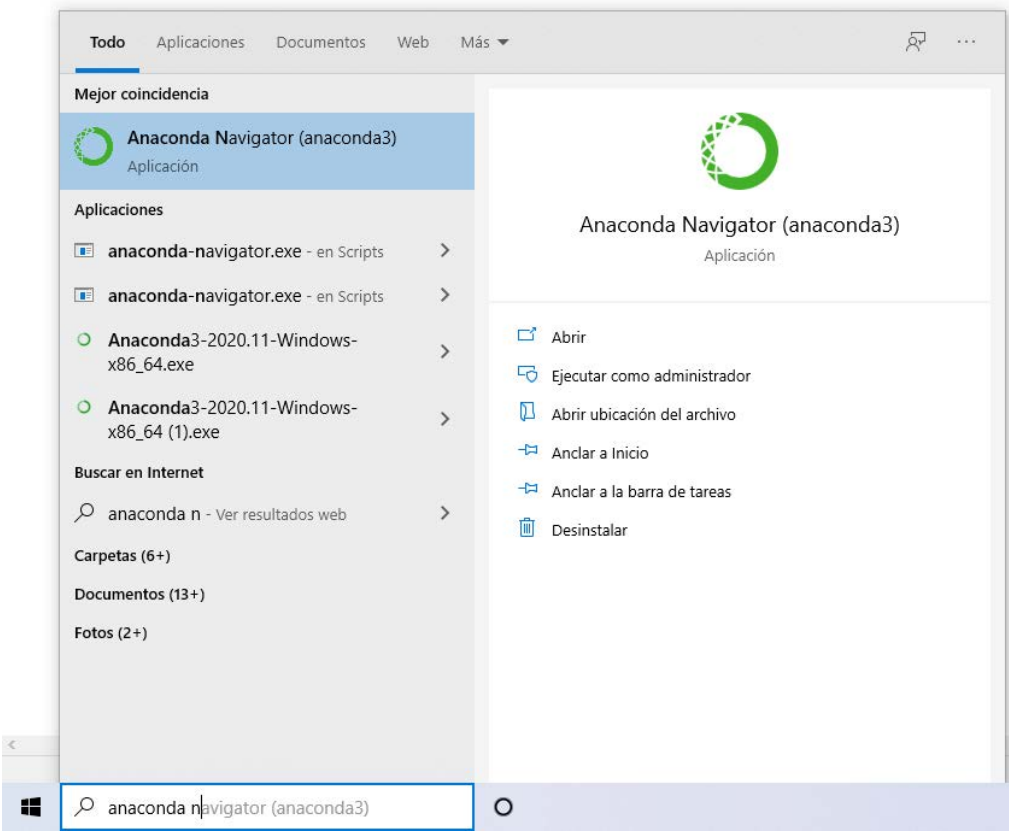 Todo Aplicaciones Documentos Web Más
Mejor coincidencia
Anaconda Navigator (anaconda3)
Aplicación
Aplicaciones
anaconda-navigator.exe - en Scripts
anaconda-navigator.exe - en Scripts
Anaconda3-2020.11-Windows-
x86_64.exe
Anaconda3-2020.11-Windows-
x86_64 (1).exe
Buscar en Internet
anaconda n - Ver resultados web
Carpetas (6+)
Documentos (13+)
Fotos (2+)
Anaconda Navigator (anaconda3)
Aplicación
Abrir
Ejecutar como administrador
Abrir ubicación del archivo
Anclar a Inicio
Anclar a la barra de tareas
Desinstalar
anaconda navigator (anaconda3)